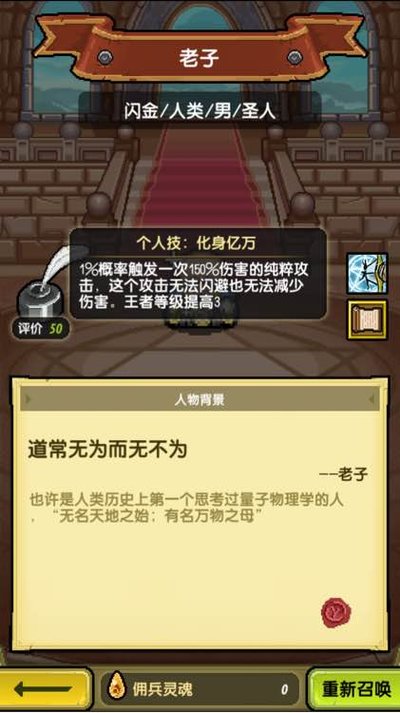 老子
闪金/人类/男/圣人
个人技：化身亿万
1%概率触发一次150%伤害的纯粹攻
击，这个攻击无法闪避也无法减少
伤害。王者等级提高3
评价 50
人物背景
道常无为而无不为
--老子
也许是人类历史上第一个思考过量子物理学的人
，“无名天地之始；有名万物之母”
佣兵灵魂 0
重新召唤